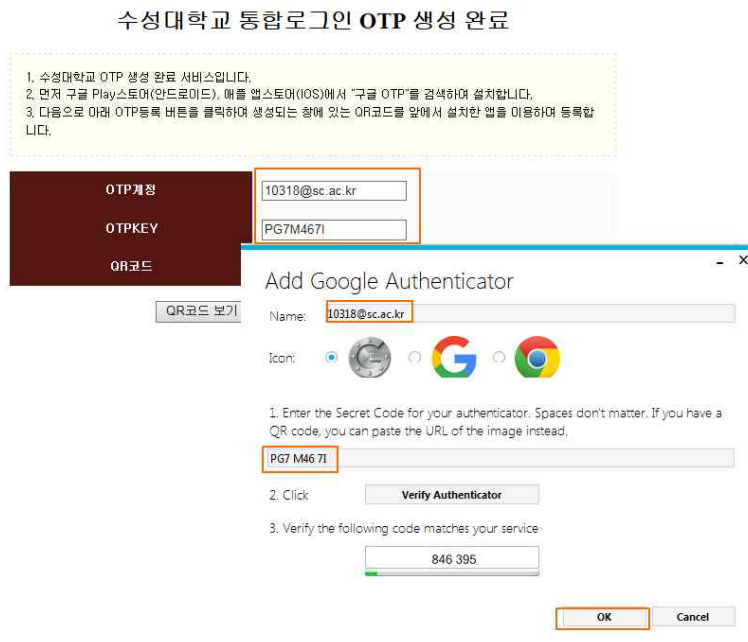 수성대학교 통합로그인 OTP 생성 완료
1. 수성대학교 OTP 생성 완료 서비스입니다.
2. 먼저 구글 Play스토어(안드로이드), 애플 앱스토어(IOS)에서 "구글 OTP"를 검색하여 설치합니다.
3. 다음으로 아래 OTP등록 버튼을 클릭하여 생성되는 창에 있는 QR코드를 앞에서 설치한 앱을 이용하여 등록합
니다.
OTP계정 10318@sc.ac.kr
OTPKEY PG7M467I
QR코드
QR코드 보기
Add Google Authenticator
Name: 10318@sc.ac.kr
Icon:
1. Enter the Secret Code for your authenticator. Spaces don't matter. If you have a
QR code, you can paste the URL of the image instead.
PG7 M46 7I
2. Click Verify Authenticator
3. Verify the following code matches your service
846 395
OK Cancel